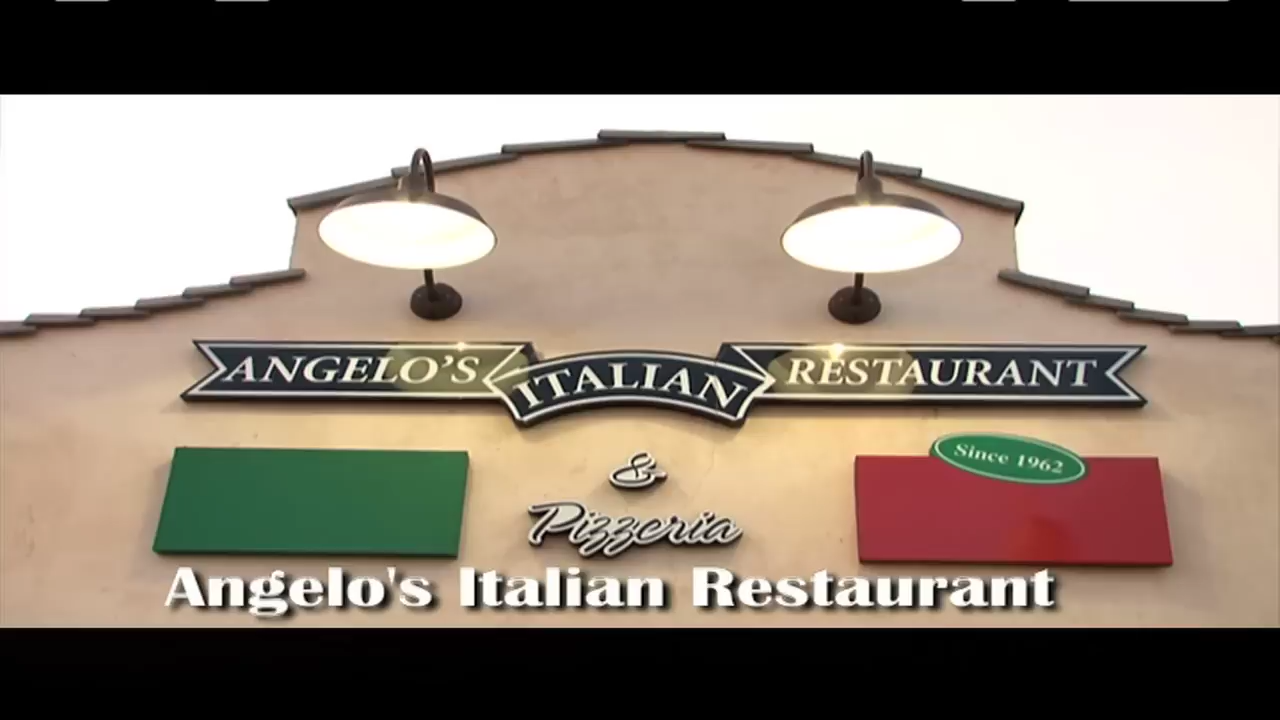 ANGELO'S ITALIAN RESTAURANT
Since 1962
&
Pizzeria
Angelo's Italian Restaurant